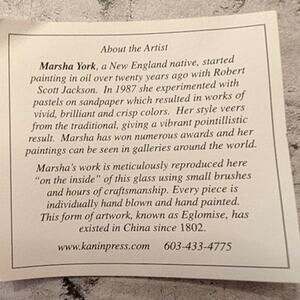 About the Artist
Marsha York, a New England native, started
painting in oil over twenty years ago with Robert
Scott Jackson. In 1987 she experimented with
pastels on sandpaper which resulted in works of
vivid, brilliant and crisp colors. Her style veers
from the traditional, giving a vibrant pointillistic
result. Marsha has won numerous awards and her
paintings can be seen in galleries around the world.
Marsha's work is meticulously reproduced here
"on the inside" of this glass using small brushes
and hours of craftsmanship. Every piece is
individually hand blown and hand painted.
This form of artwork, known as Eglomise, has
existed in China since 1802.
www.kaninpress.com 603-433-4775